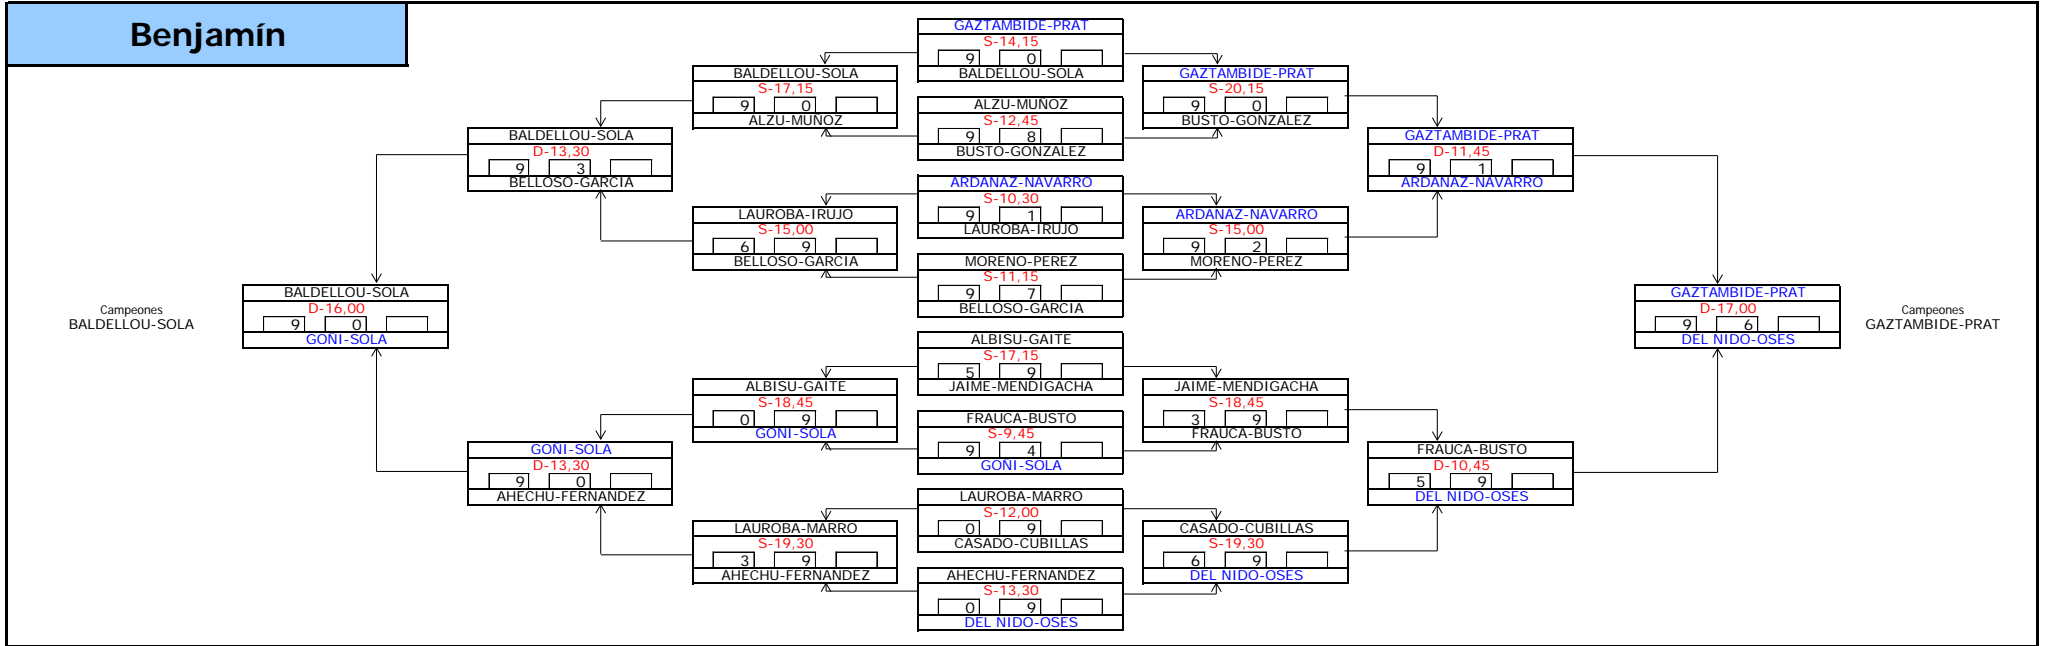 Benjamín
Campeones
BALDELLOU-SOLA
BALDELLOU-SOLA
D-16,00
9 0
GOÑI-SOLA
BALDELLOU-SOLA
D-13,30
9 3
BELLOSO-GARCIA
GOÑI-SOLA
D-13,30
9 0
AHECHU-FERNANDEZ
BALDELLOU-SOLA
S-17,15
9 0
ALZU-MUÑOZ
LAUROBA-IRUJO
S-15,00
6 9
BELLOSO-GARCIA
ALBISU-GAITE
S-18,45
0 9
GOÑI-SOLA
LAUROBA-MARRO
S-19,30
3 9
AHECHU-FERNANDEZ
GAZTAMBIDE-PRAT
S-14,15
9 0
BALDELLOU-SOLA
ALZU-MUÑOZ
S-12,45
9 8
BUSTO-GONZALEZ
ARDANAZ-NAVARRO
S-10,30
9 1
LAUROBA-IRUJO
MORENO-PEREZ
S-11,15
9 7
BELLOSO-GARCIA
ALBISU-GAITE
S-17,15
5 9
JAIME-MENDIGACHA
FRAUCA-BUSTO
S-9,45
9 4
GOÑI-SOLA
LAUROBA-MARRO
S-12,00
0 9
CASADO-CUBILLAS
AHECHU-FERNANDEZ
S-13,30
0 9
DEL NIDO-OSES
GAZTAMBIDE-PRAT
S-20,15
9 0
BUSTO-GONZALEZ
ARDANAZ-NAVARRO
S-15,00
9 2
MORENO-PEREZ
JAIME-MENDIGACHA
S-18,45
3 9
FRAUCA-BUSTO
CASADO-CUBILLAS
S-19,30
6 9
DEL NIDO-OSES
GAZTAMBIDE-PRAT
D-11,45
9 1
ARDANAZ-NAVARRO
FRAUCA-BUSTO
D-10,45
5 9
DEL NIDO-OSES
GAZTAMBIDE-PRAT
D-17,00
9 6
DEL NIDO-OSES
Campeones
GAZTAMBIDE-PRAT